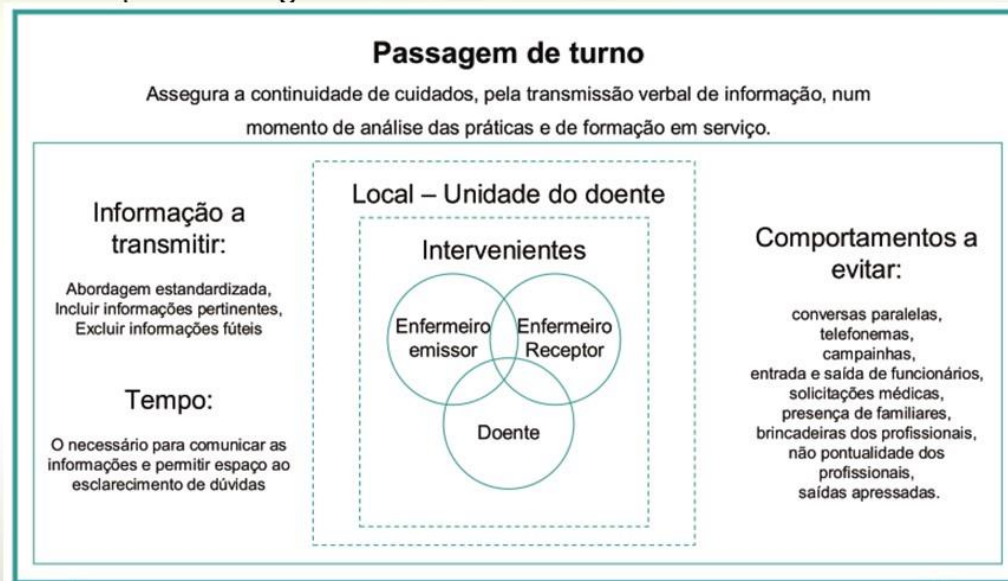 Passagem de turno
Assegura a continuidade de cuidados, pela transmissão verbal de informação, num
momento de análise das práticas e de formação em serviço.
Informação a
transmitir:
Abordagem estandardizada,
Incluir informações pertinentes,
Excluir informações fúteis
Tempo:
O necessário para comunicar as
informações e permitir espaço ao
esclarecimento de dúvidas
Local – Unidade do doente
Intervenientes
Enfermeiro
emissor
Enfermeiro
Receptor
Doente
Comportamentos a
evitar:
conversas paralelas,
telefonemas,
campainhas,
entrada e saída de funcionários,
solicitações médicas,
presença de familiares,
brincadeiras dos profissionais,
não pontualidade dos
profissionais,
saídas apressadas.